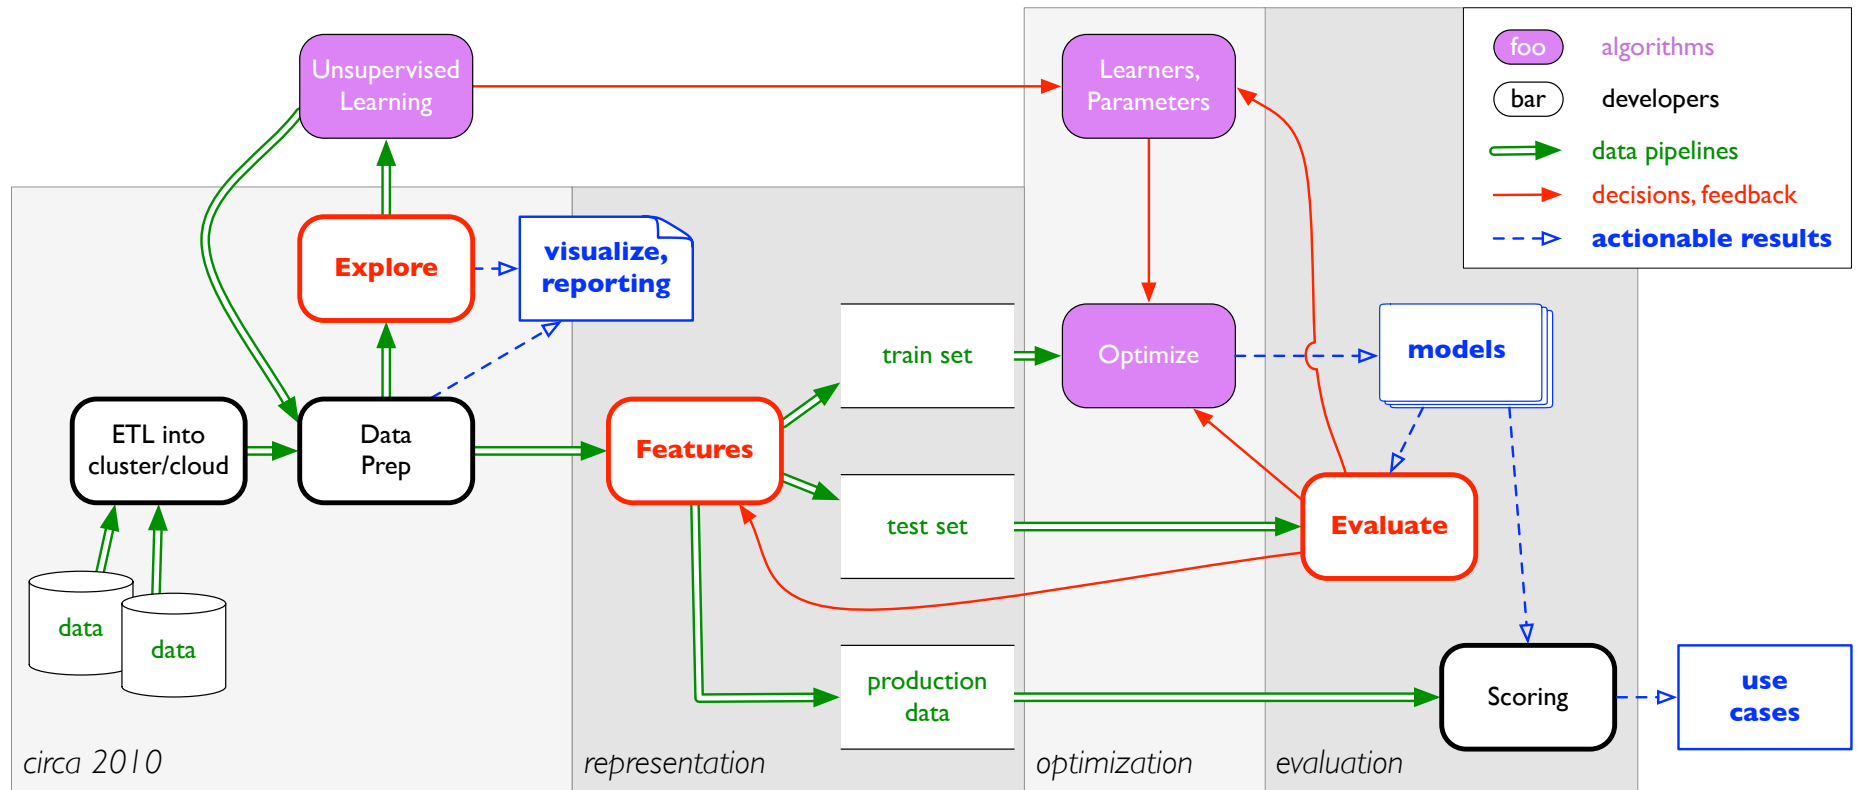 Unsupervised
Learning
Learners,
Parameters
foo
algorithms
bar
developers
data pipelines
decisions, feedback
actionable results
Explore
visualize,
reporting
train set
Optimize
models
ETL into
cluster/cloud
Data
Prep
Features
test set
Evaluate
data
data
production
data
Scoring
use
cases
circa 2010
representation
optimization
evaluation